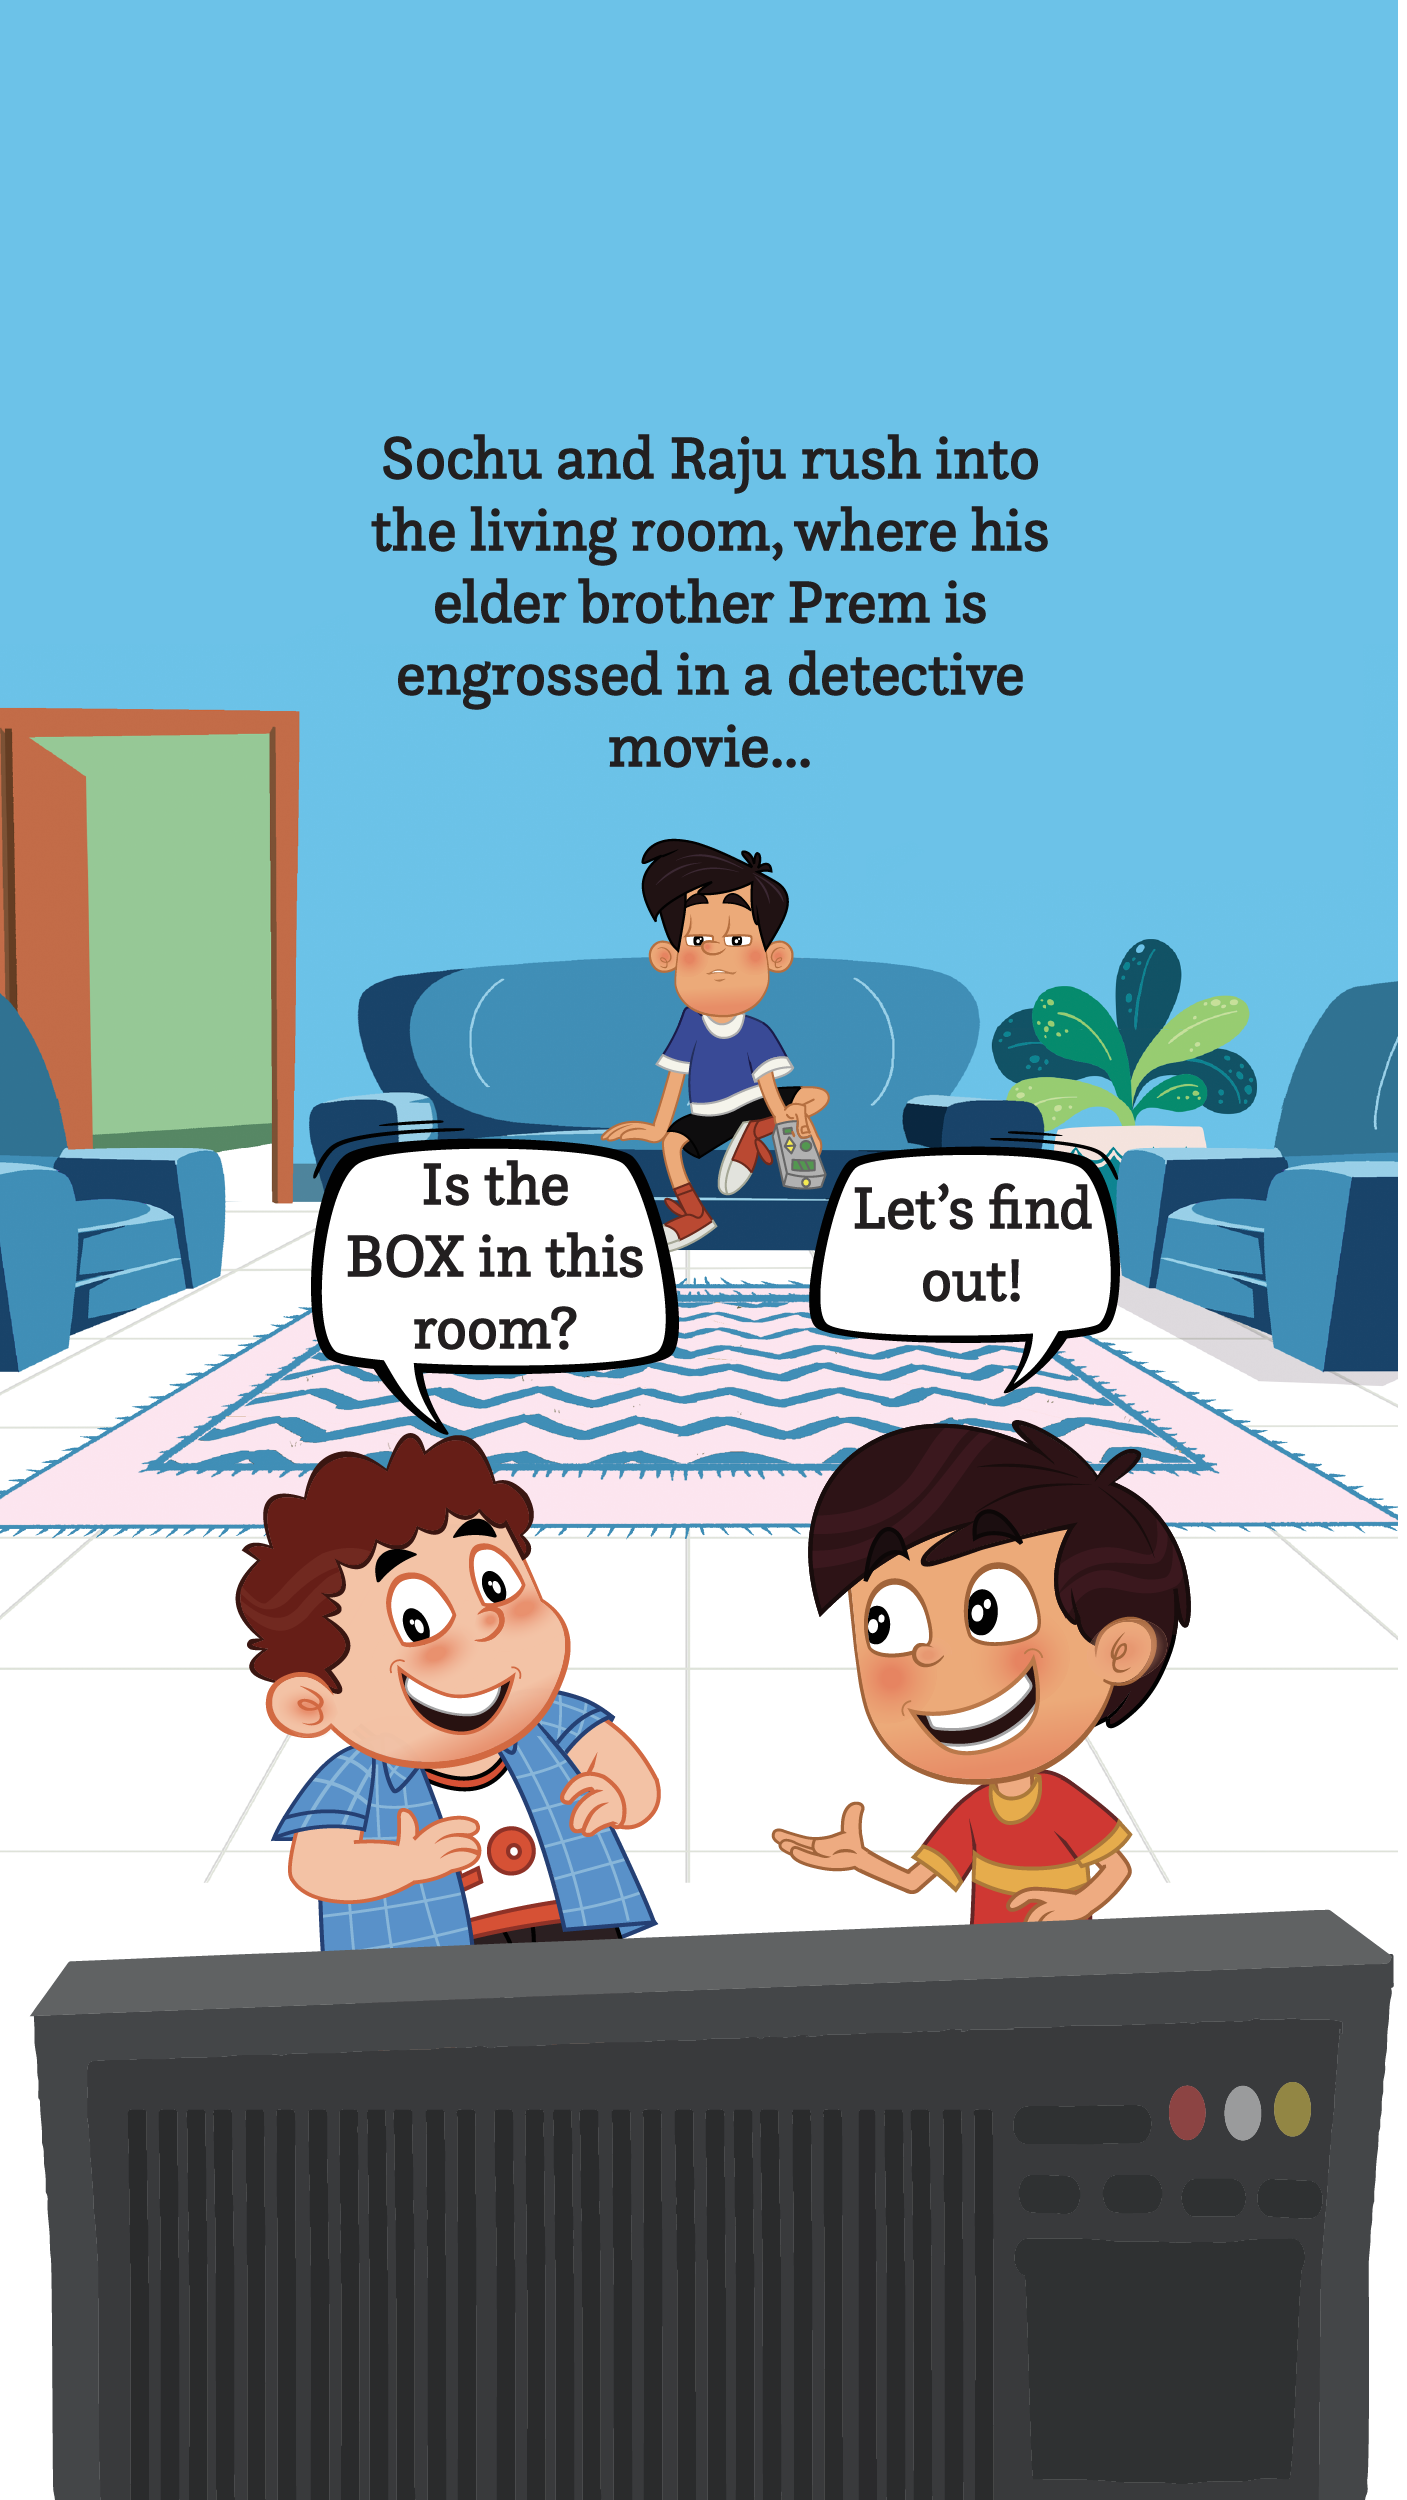 Sochu and Raju rush into
the living room, where his
elder brother Prem is
engrossed in a detective
movie...
Is the
BOX in this
room?
Let's find
out!